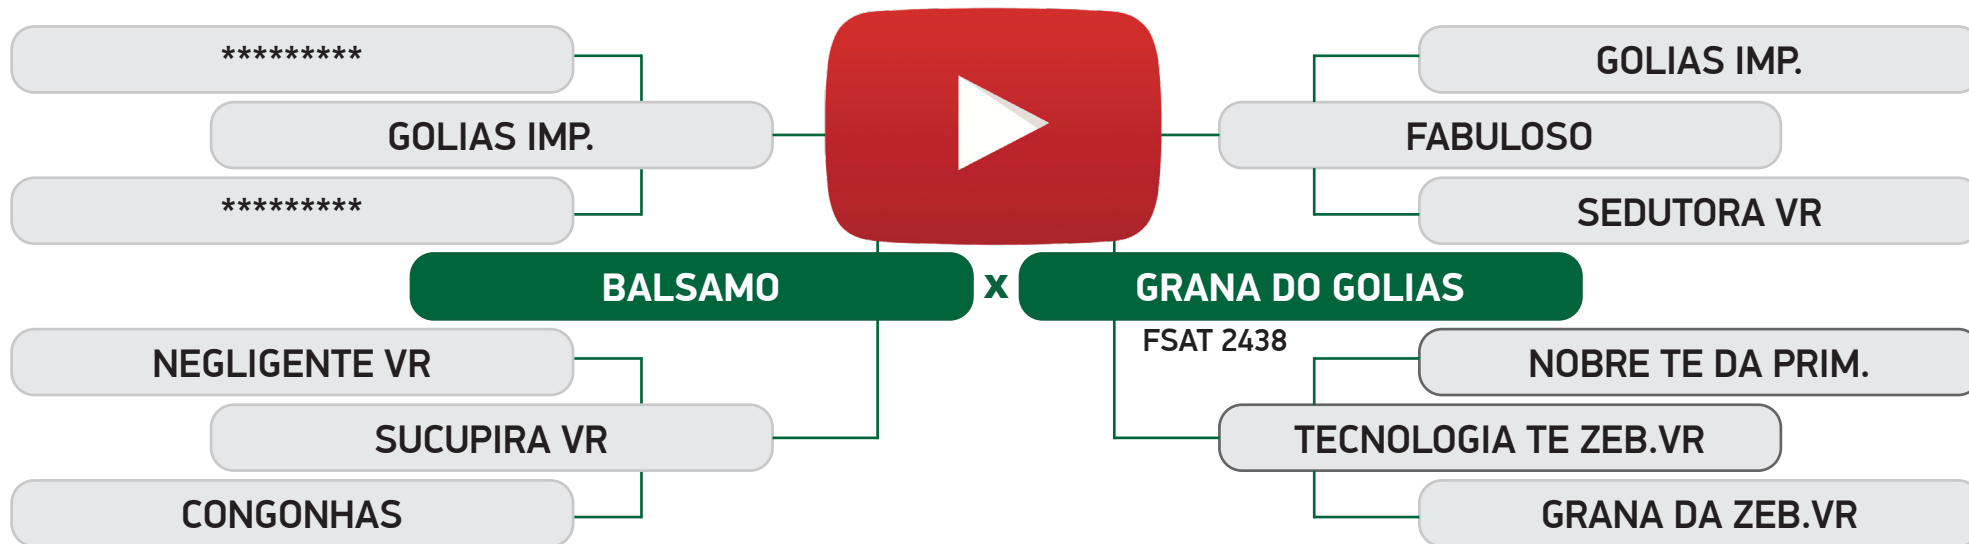 *********
GOLIAS IMP.
*********
GOLIAS IMP.
FABULOSO
SEDUTORA VR
BALSAMO x GRANA DO GOLIAS
FSAT 2438
NEGLIGENTE VR
SUCUPIRA VR
CONGONHAS
NOBRE TE DA PRIM.
TECNOLOGIA TE ZEB.VR
GRANA DA ZEB.VR